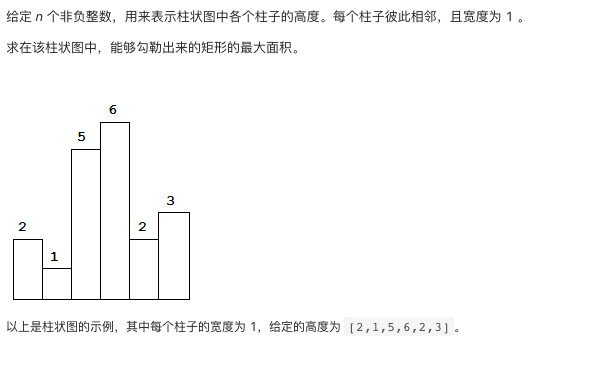 给定 n 个非负整数，用来表示柱状图中各个柱子的高度。每个柱子彼此相邻，且宽度为 1 。
求在该柱状图中，能够勾勒出来的矩形的最大面积。
6
5
3
2
2
1
以上是柱状图的示例，其中每个柱子的宽度为 1，给定的高度为 [2,1,5,6,2,3] 。